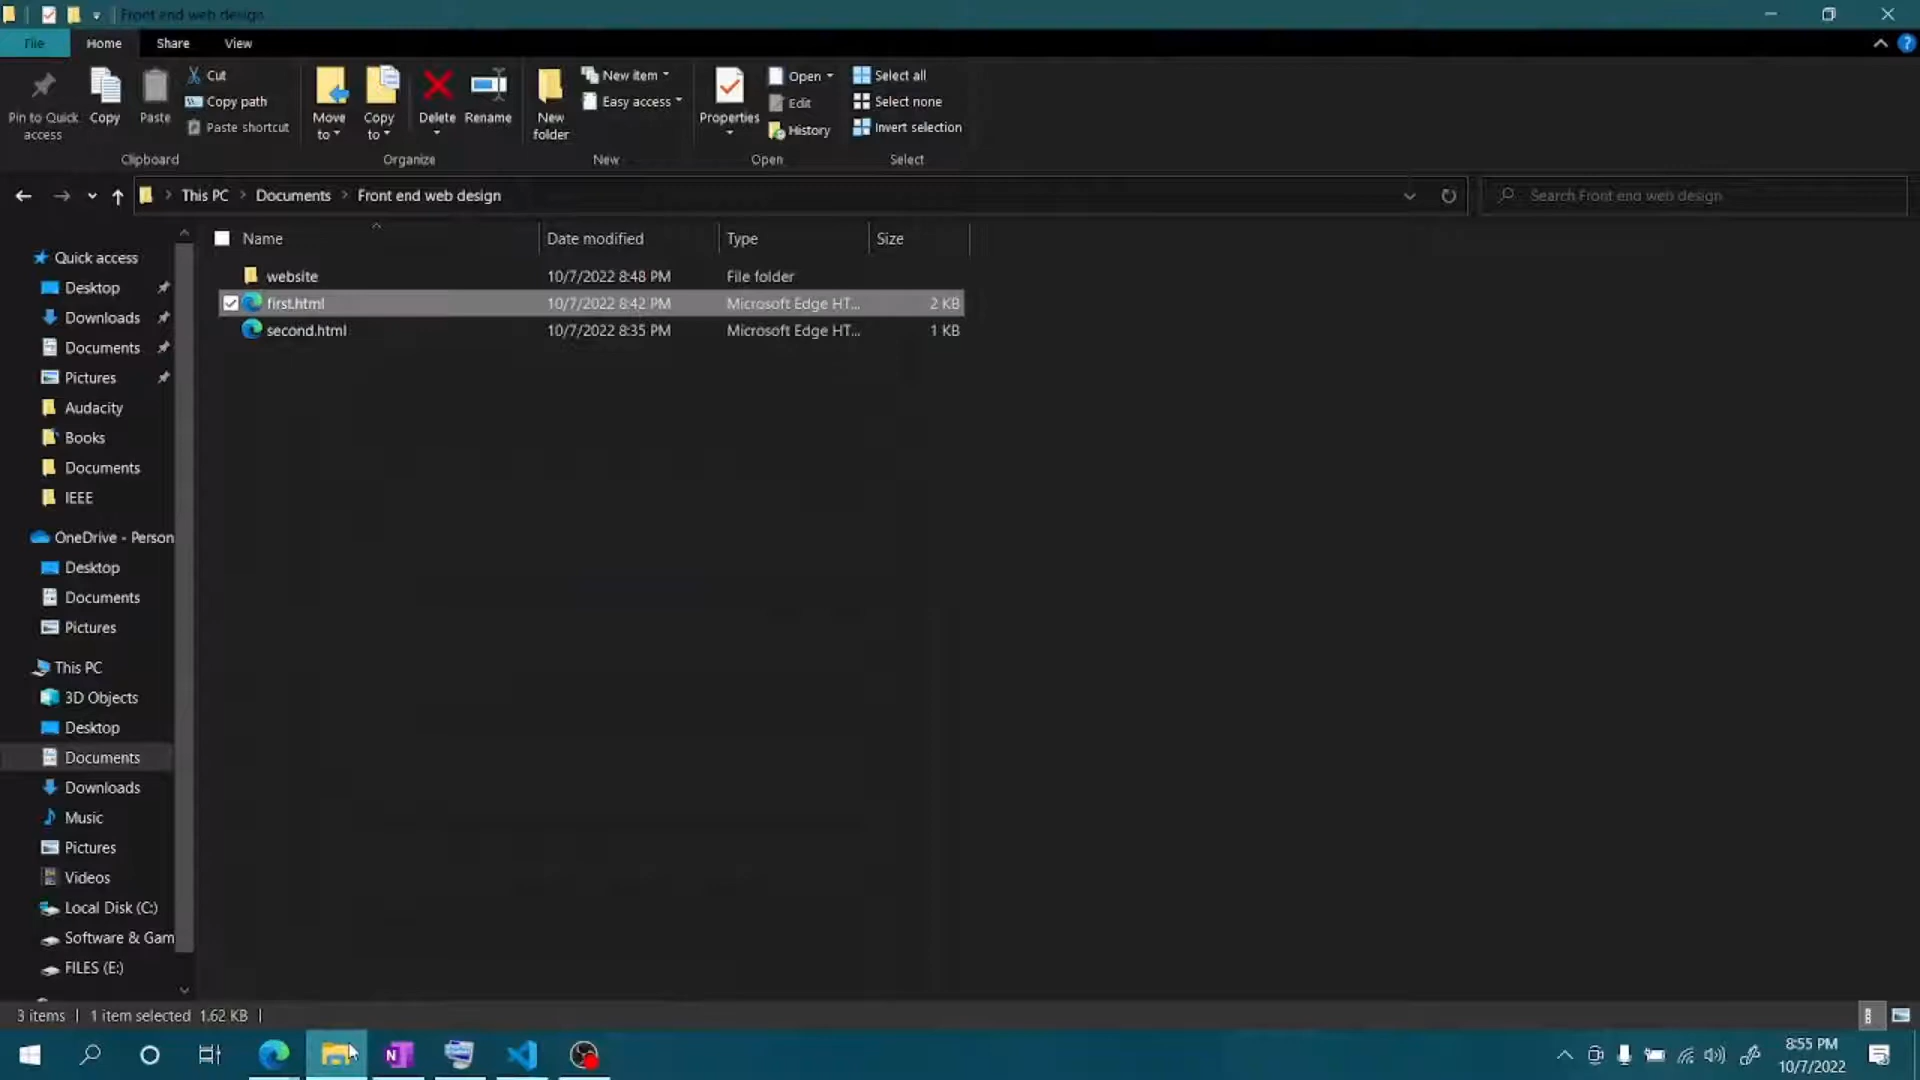 Front end web design
File Home Share View
Pin to Quick access
Copy
Paste
Cut
Copy path
Paste shortcut
Clipboard
Move to
Copy to
Delete
Rename
Organize
New folder
New item
Easy access
New
Properties
Open
Edit
History
Open
Select all
Select none
Invert selection
Select
This PC > Documents > Front end web design
Search Front end web design
Name Date modified Type Size
website 10/7/2022 8:48 PM File folder
first.html 10/7/2022 8:42 PM Microsoft Edge HT... 2 KB
second.html 10/7/2022 8:35 PM Microsoft Edge HT... 1 KB
Quick access
Desktop
Downloads
Documents
Pictures
Audacity
Books
Documents
IEEE
OneDrive - Person
Desktop
Documents
Pictures
This PC
3D Objects
Desktop
Documents
Downloads
Music
Pictures
Videos
Local Disk (C:)
Software & Gam
FILES (E:)
3 items | 1 item selected 1.62 KB |
N
8:55 PM
10/7/2022